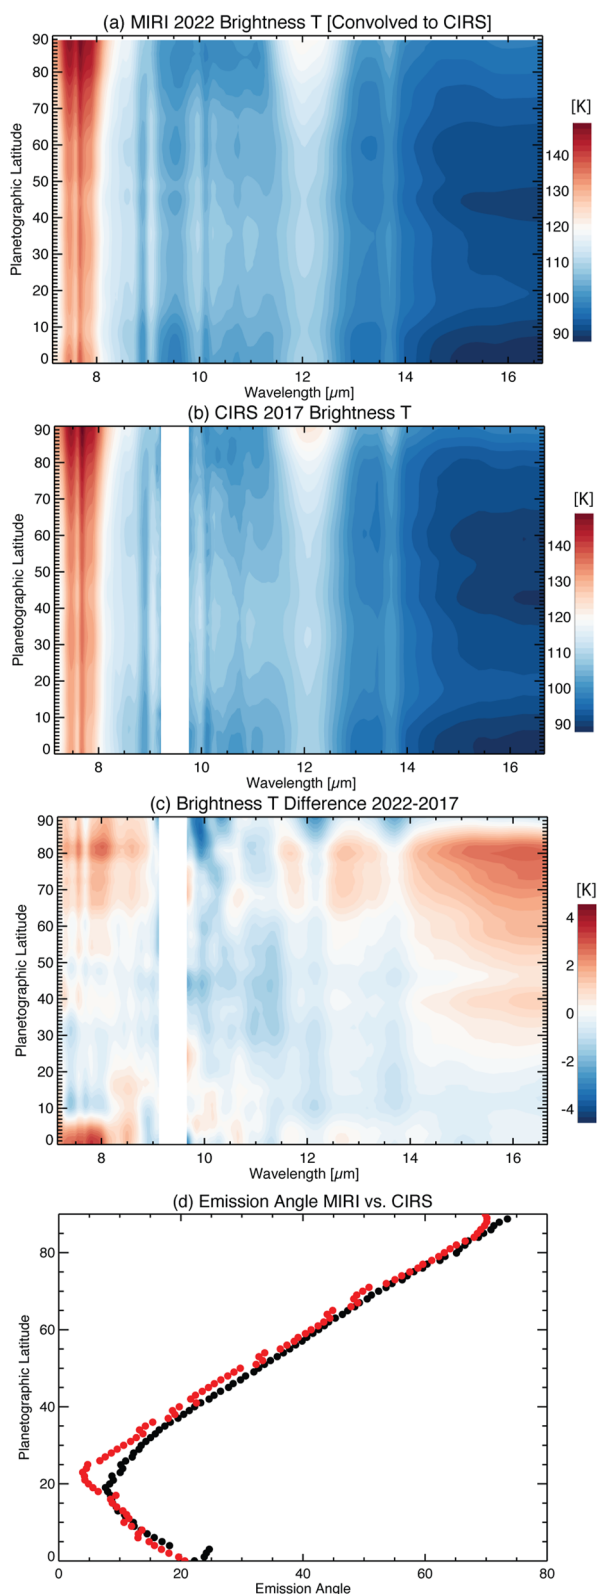 (a) MIRI 2022 Brightness T [Convolved to CIRS]
90
80
70
60
50
40
30
20
10
0
Planetographic Latitude
8 10 12 14 16
Wavelength [μm]
[K]
140
130
120
110
100
90
(b) CIRS 2017 Brightness T
90
80
70
60
50
40
30
20
10
0
Planetographic Latitude
8 10 12 14 16
Wavelength [μm]
[K]
140
130
120
110
100
90
(c) Brightness T Difference 2022-2017
90
80
70
60
50
40
30
20
10
0
Planetographic Latitude
8 10 12 14 16
Wavelength [μm]
[K]
4
2
0
-2
-4
(d) Emission Angle MIRI vs. CIRS
80
60
40
20
0
Planetographic Latitude
0 20 40 60 80
Emission Angle